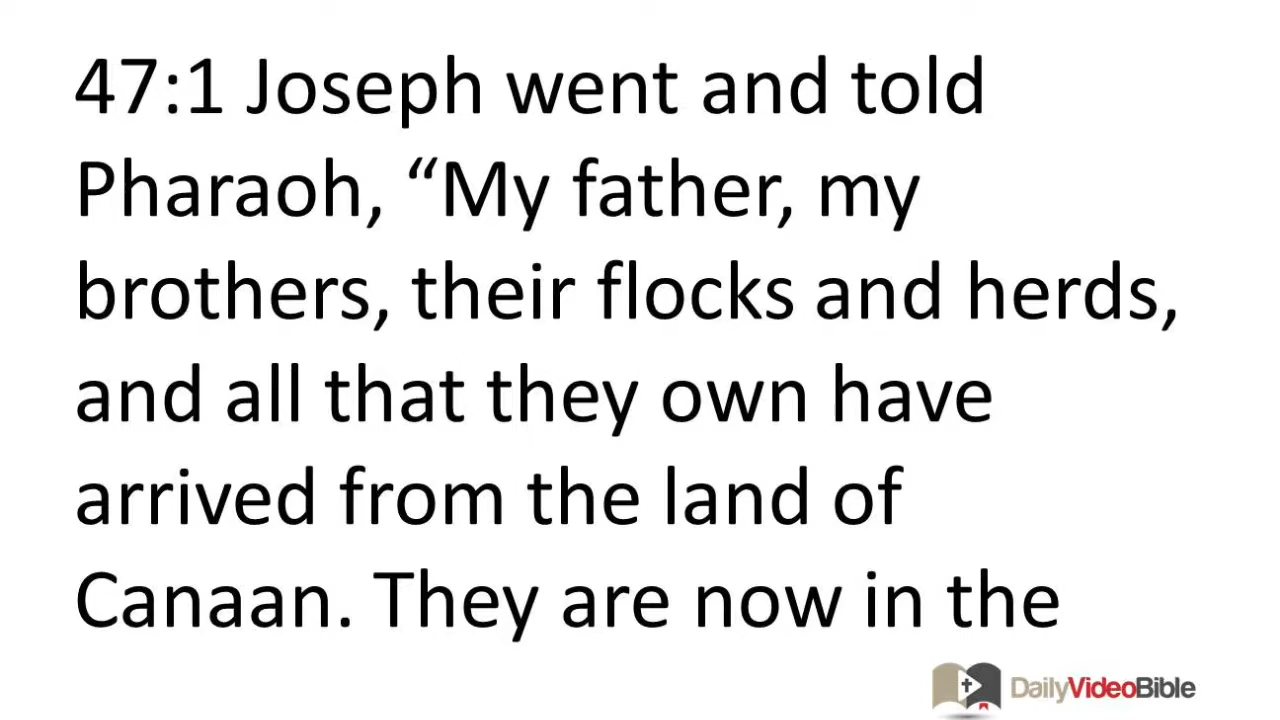 47:1 Joseph went and told
Pharaoh, “My father, my
brothers, their flocks and herds,
and all that they own have
arrived from the land of
Canaan. They are now in the
DailyVideoBible